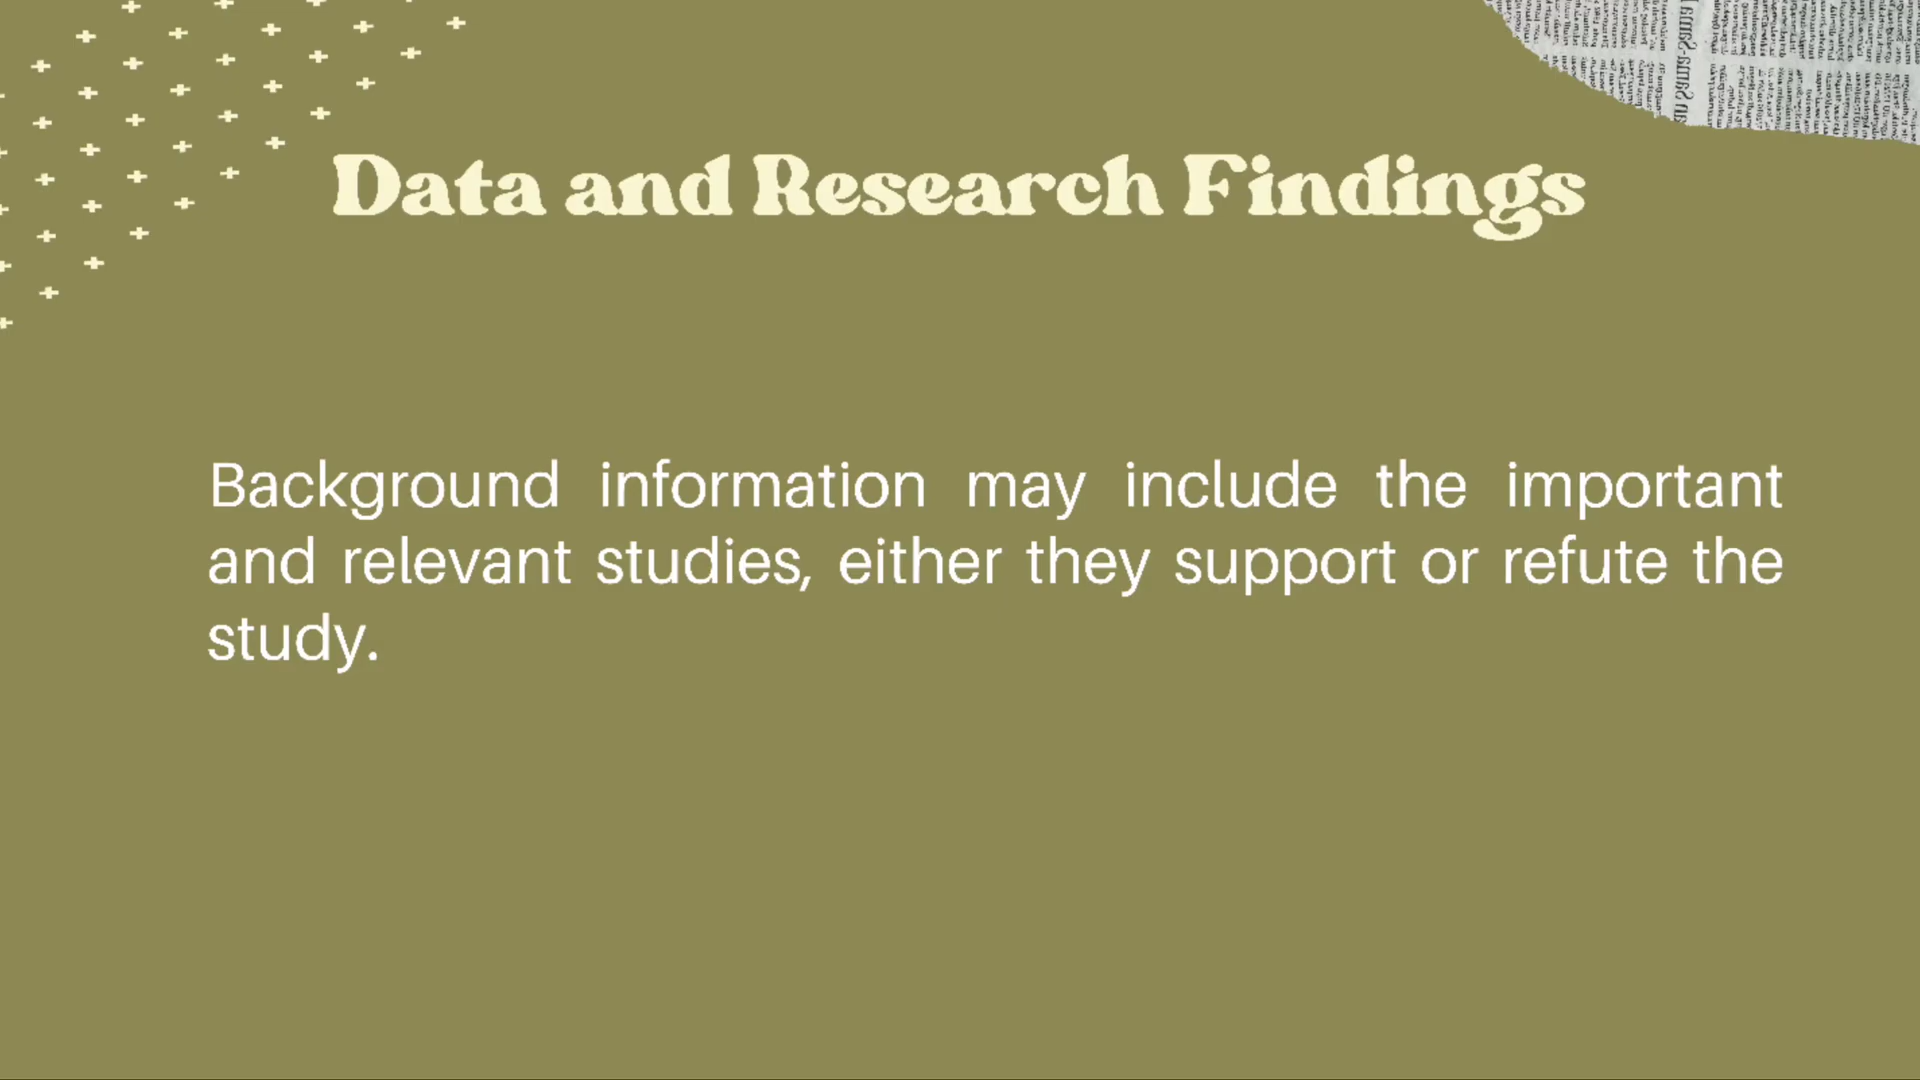 Data and Research Findings
Background information may include the important
and relevant studies, either they support or refute the
study.